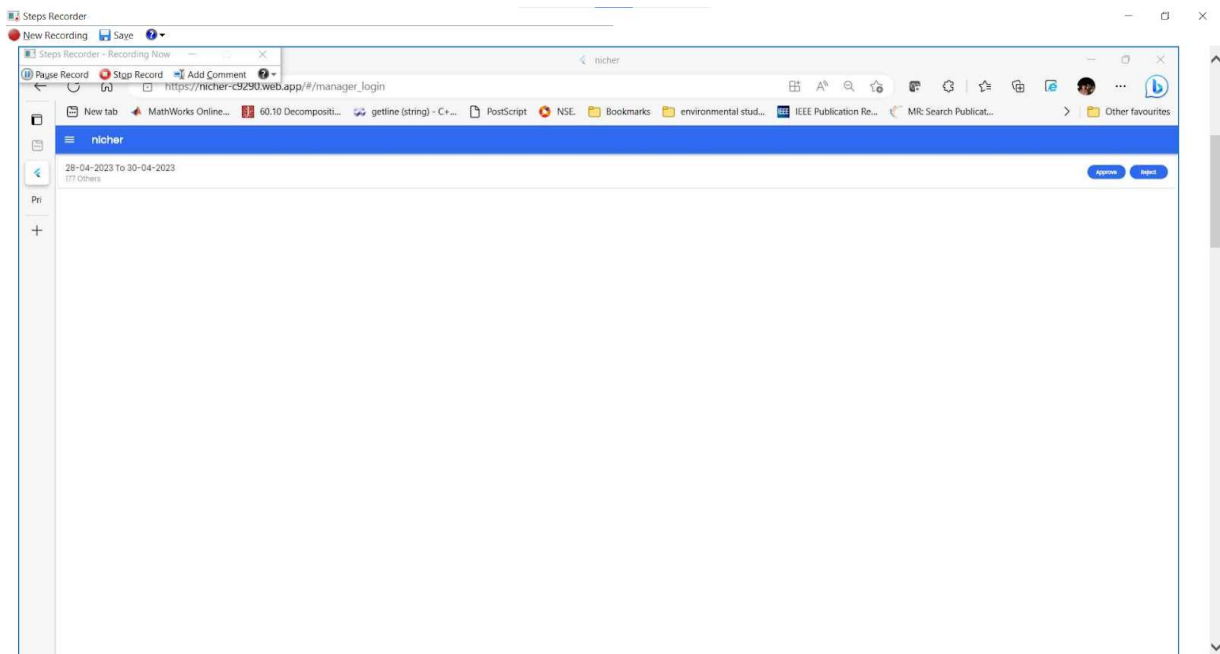 Steps Recorder
New Recording Save
Steps Recorder - Recording Now
nicher
Pause Record Stop Record Add Comment
https://nicher-c9290.web.app/#/manager_login
New tab MathWorks Online... 60.10 Decompositi... getline (string) - C+... PostScript NSE. Bookmarks environmental stud... IEEE Publication Re... MR: Search Publicat... Other favourites
nicher
28-04-2023 To 30-04-2023
Approve Reject
177 Others
Pri